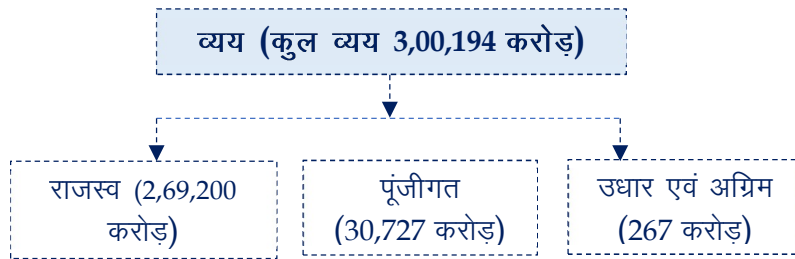 व्यय (कुल व्यय 3,00,194 करोड़)
राजस्व (2,69,200
करोड़)
पूंजीगत
(30,727 करोड़)
उधार एवं अग्रिम
(267 करोड़)